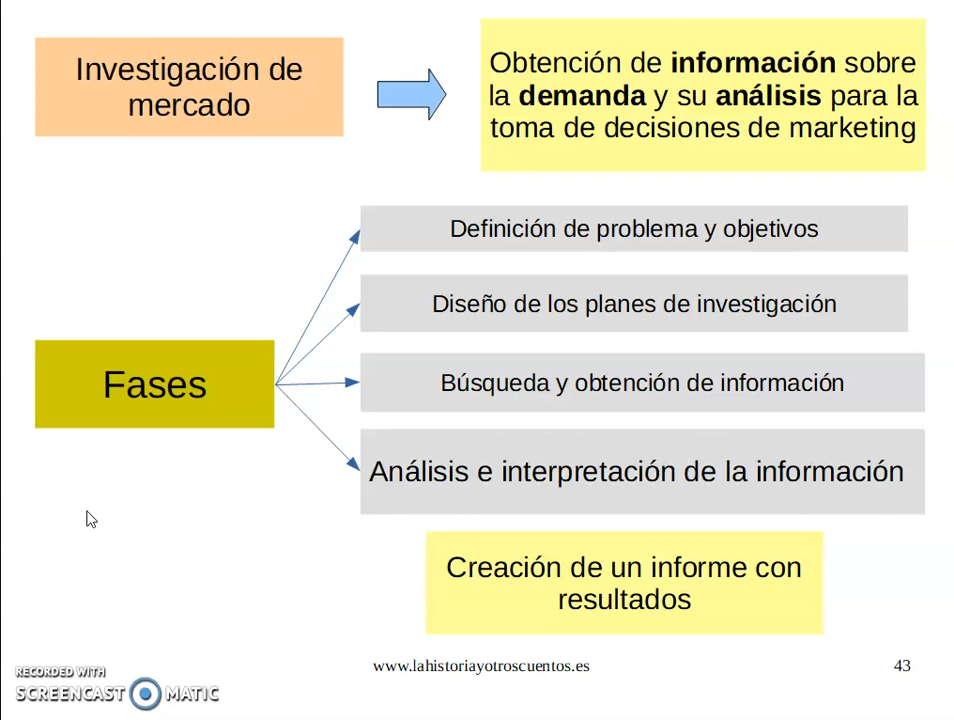 Investigación de
mercado
Obtención de información sobre
la demanda y su análisis para la
toma de decisiones de marketing
Definición de problema y objetivos
Diseño de los planes de investigación
Fases
Búsqueda y obtención de información
Análisis e interpretación de la información
Creación de un informe con
resultados
www.lahistoriayotroscuentos.es
43
RECORDED WITH
SCREENCAST MATIC